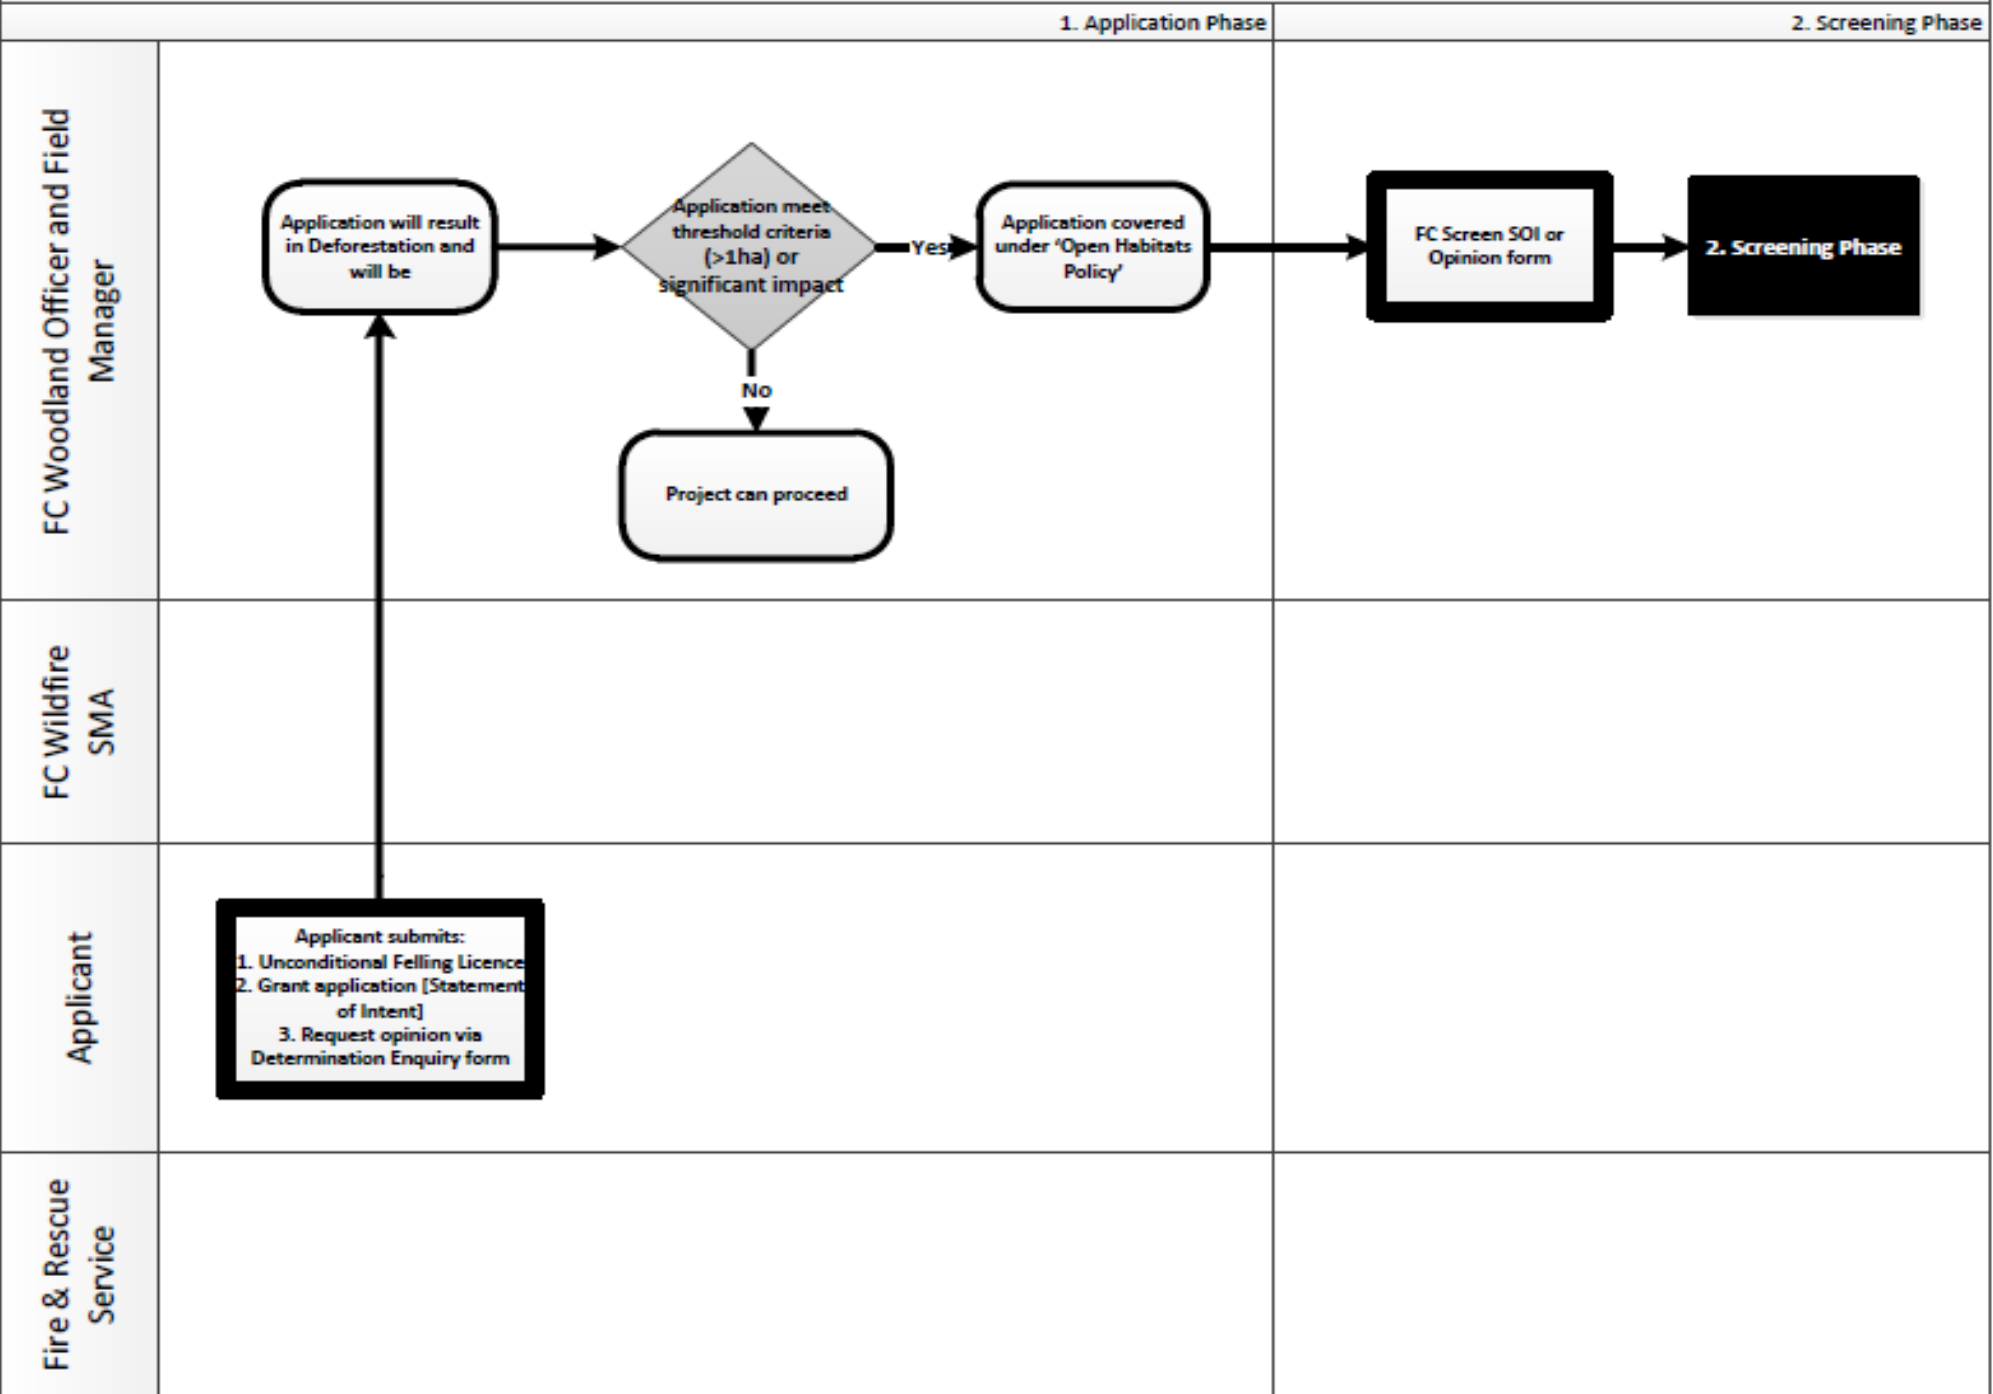 1. Application Phase
2. Screening Phase
FC Woodland Officer and Field
Manager
Application will result
in Deforestation and
will be
Application meet
threshold criteria
(>1ha) or
significant impact
Yes
Application covered
under ‘Open Habitats
Policy’
FC Screen SOI or
Opinion form
2. Screening Phase
No
Project can proceed
FC Wildfire
SMA
Applicant
Applicant submits:
1. Unconditional Felling Licence
2. Grant application [Statement
of Intent]
3. Request opinion via
Determination Enquiry form
Fire & Rescue
Service